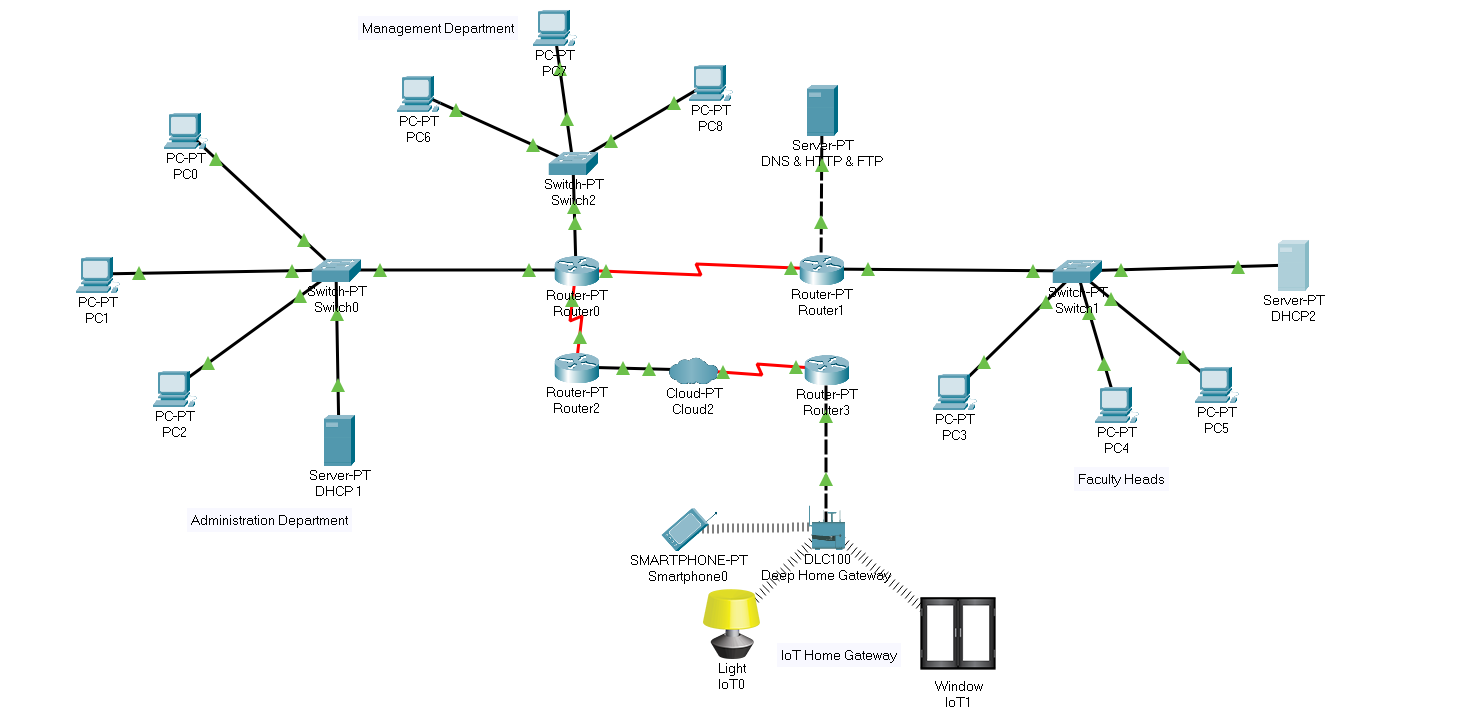 Management Department
PC-PT
PC7
PC-PT
PC6
PC-PT
PC8
PC-PT
PC0
Server-PT
DNS & HTTP & FTP
Switch-PT
Switch2
PC-PT
PC1
Switch-PT
Switch0
Router-PT
Router0
Router-PT
Router1
Switch-PT
Switch1
Server-PT
DHCP2
PC-PT
PC2
Router-PT
Router2
Cloud-PT
Cloud2
Router-PT
Router3
PC-PT
PC3
PC-PT
PC4
PC-PT
PC5
Server-PT
DHCP 1
Faculty Heads
Administration Department
SMARTPHONE-PT
Smartphone0
DLC100
Deep Home Gateway
Light
IoT0
IoT Home Gateway
Window
IoT1